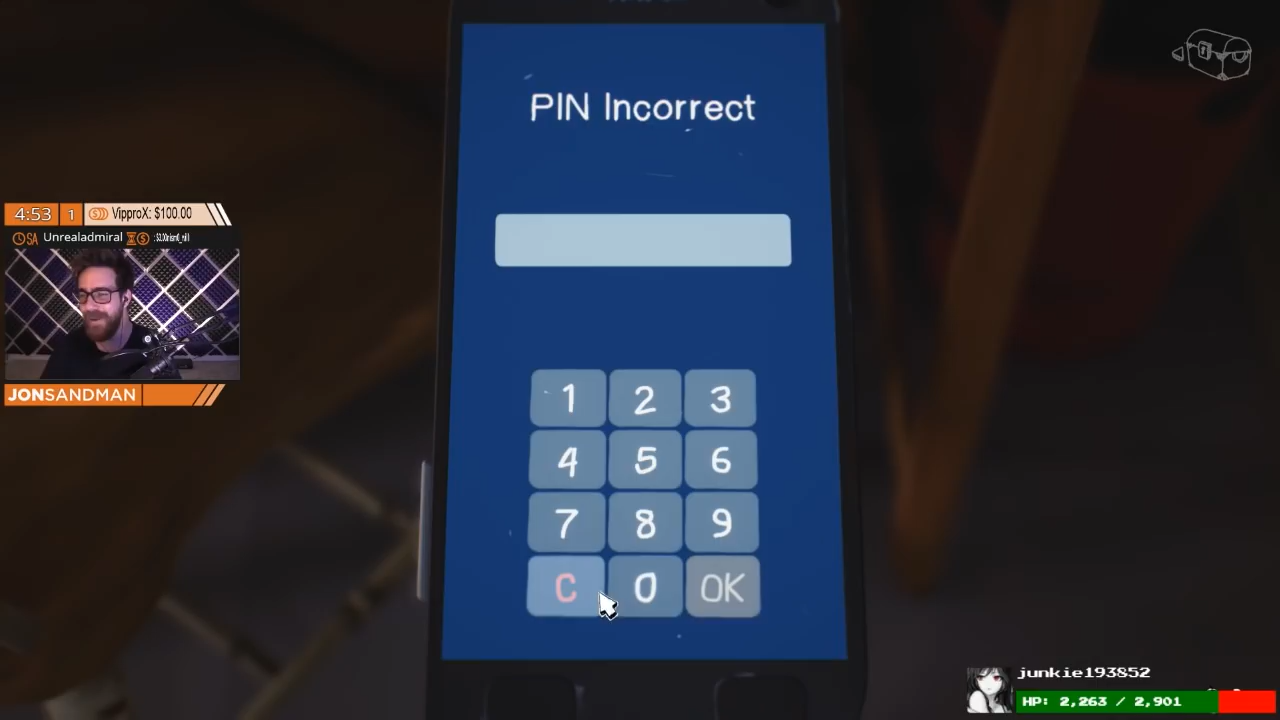 PIN Incorrect
4:53 1 VipproX: $100.00
SA Unrealadmiral
JONSANDMAN
1 2 3
4 5 6
7 8 9
C 0 OK
junkie193852
HP: 2,263 / 2,901